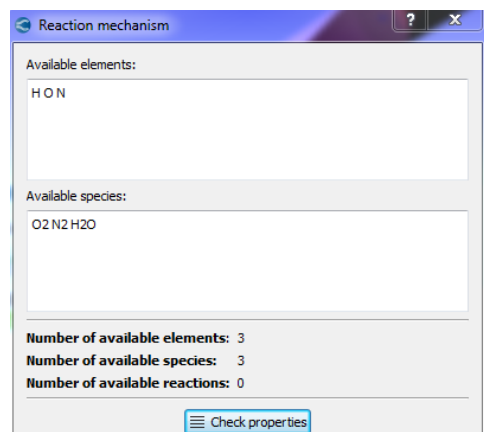 Reaction mechanism
? x
Available elements:
H O N
Available species:
O2 N2 H2O
Number of available elements: 3
Number of available species: 3
Number of available reactions: 0
Check properties